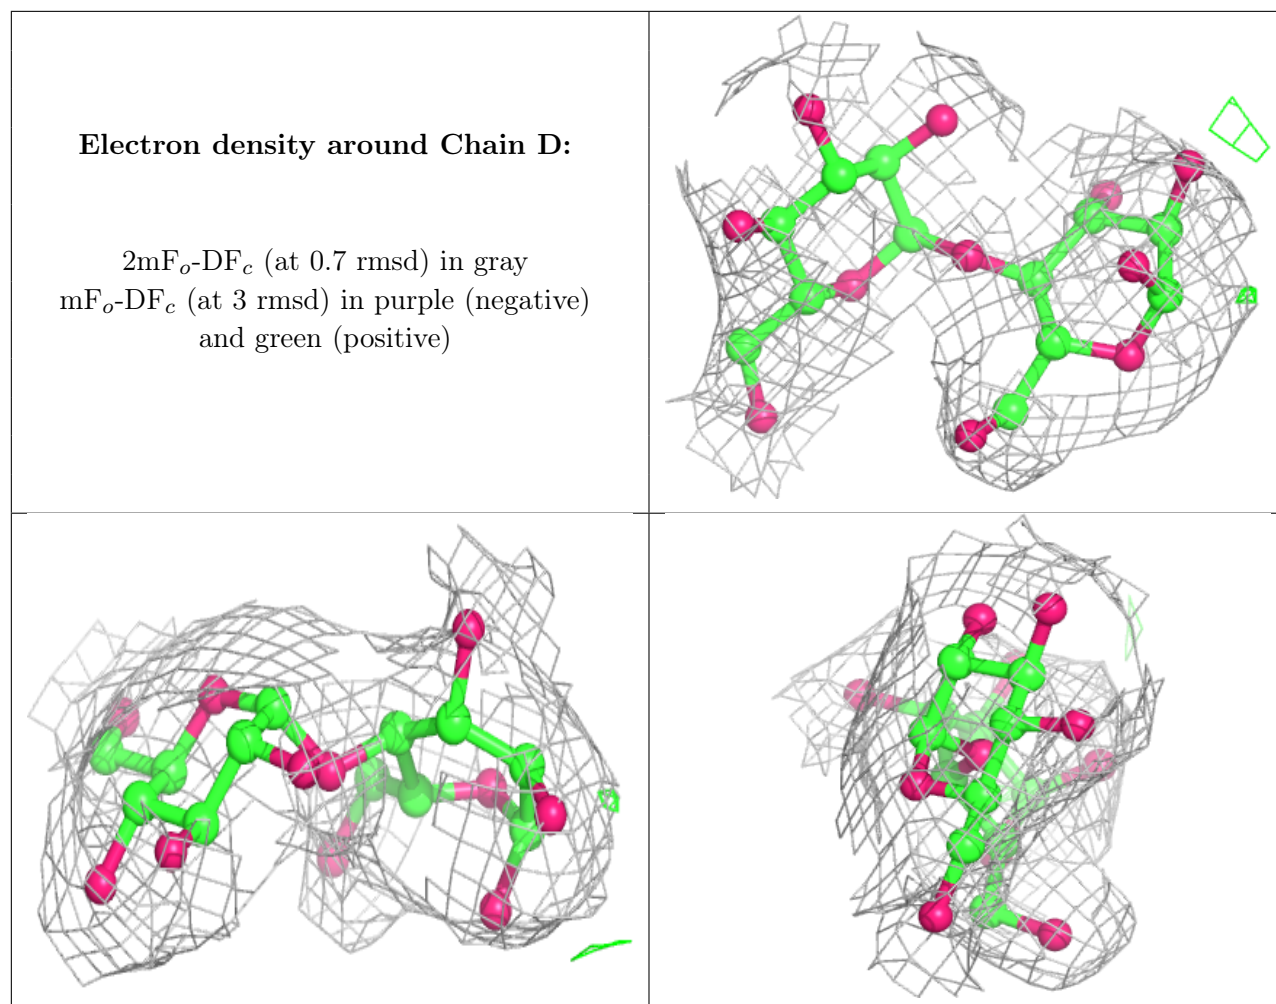 Electron density around Chain D:
2mFₒ-DF𝒸 (at 0.7 rmsd) in gray
mFₒ-DF𝒸 (at 3 rmsd) in purple (negative)
and green (positive)